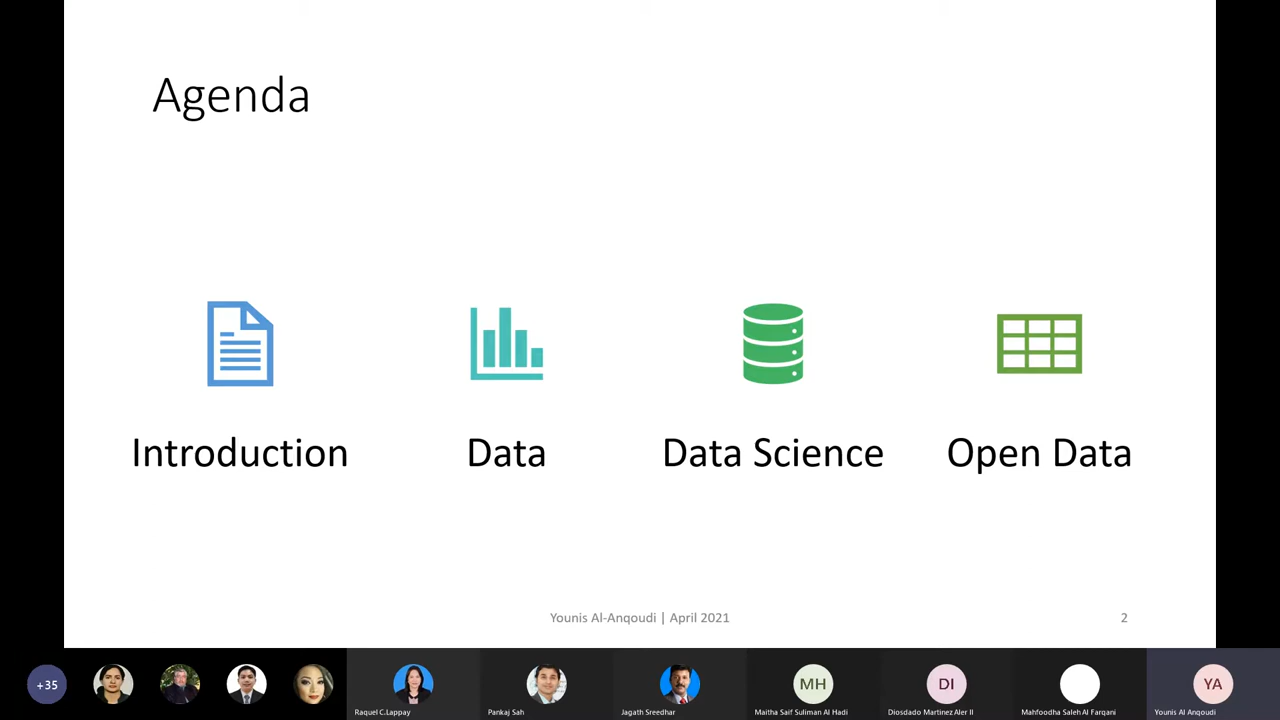 Agenda
Introduction
Data
Data Science
Open Data
Younis Al-Anqoudi | April 2021
2
+35
MH
DI
YA
Raquel C.Lappay
Pankaj Sah
Jagath Sreedhar
Maitha Saif Suliman Al Hadi
Diosdado Martinez Aler II
Mahfoodha Saleh Al Farqani
Younis Al Anqoudi